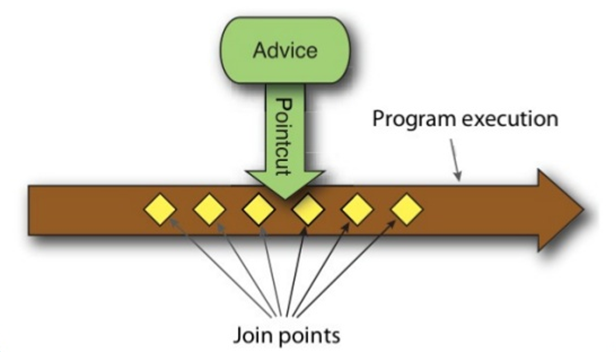 Advice
Pointcut
Program execution
Join points